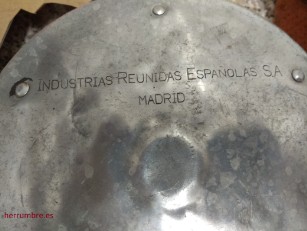 INDUSTRIAS REUNIDAS ESPAÑOLAS S.A
MADRID
herrumbre.es